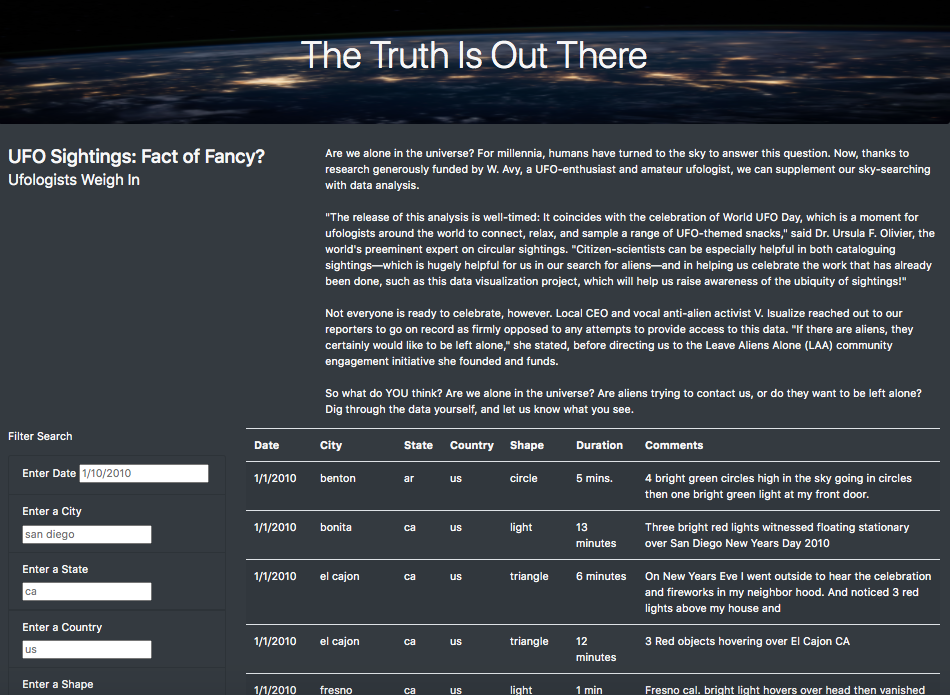 The Truth Is Out There
UFO Sightings: Fact of Fancy?
Ufologists Weigh In
Are we alone in the universe? For millennia, humans have turned to the sky to answer this question. Now, thanks to
research generously funded by W. Avy, a UFO-enthusiast and amateur ufologist, we can supplement our sky-searching
with data analysis.
"The release of this analysis is well-timed: It coincides with the celebration of World UFO Day, which is a moment for
ufologists around the world to connect, relax, and sample a range of UFO-themed snacks," said Dr. Ursula F. Olivier, the
world's preeminent expert on circular sightings. "Citizen-scientists can be especially helpful in both cataloguing
sightings—which is hugely helpful for us in our search for aliens—and in helping us celebrate the work that has already
been done, such as this data visualization project, which will help us raise awareness of the ubiquity of sightings!"
Not everyone is ready to celebrate, however. Local CEO and vocal anti-alien activist V. Isualize reached out to our
reporters to go on record as firmly opposed to any attempts to provide access to this data. "If there are aliens, they
certainly would like to be left alone," she stated, before directing us to the Leave Aliens Alone (LAA) community
engagement initiative she founded and funds.
So what do YOU think? Are we alone in the universe? Are aliens trying to contact us, or do they want to be left alone?
Dig through the data yourself, and let us know what you see.
Filter Search
Enter Date 1/10/2010
Enter a City
san diego
Enter a State
ca
Enter a Country
us
Enter a Shape
Date City State Country Shape Duration Comments
1/1/2010 benton ar us circle 5 mins. 4 bright green circles high in the sky going in circles
then one bright green light at my front door.
1/1/2010 bonita ca us light 13 Three bright red lights witnessed floating stationary
minutes over San Diego New Years Day 2010
1/1/2010 el cajon ca us triangle 6 minutes On New Years Eve I went outside to hear the celebration
and fireworks in my neighbor hood. And noticed 3 red
lights above my house and
1/1/2010 el cajon ca us triangle 12 3 Red objects hovering over El Cajon CA
minutes
1/1/2010 fresno ca us light 1 min Fresno cal. bright light hovers over head then vanished